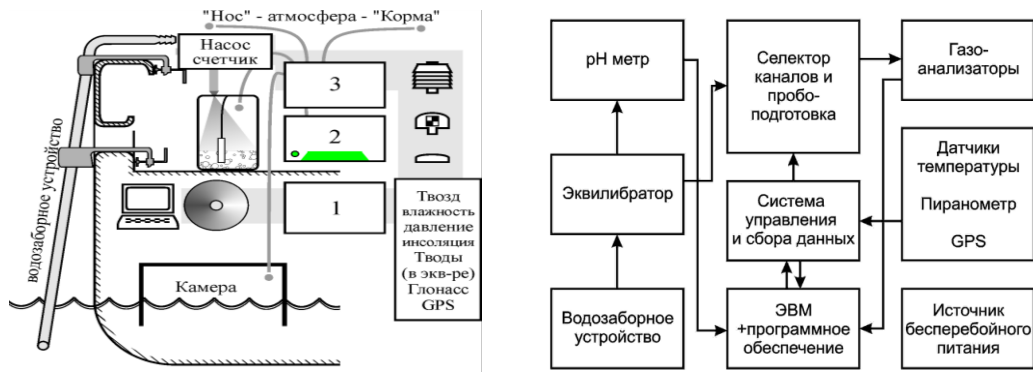 "Нос" - атмосфера - "Корма"
Насос
счетчик
3
2
1
водозаборное устройство
Твозд
влажность
давление
инсоляция
Тводы
(в экв-ре)
Глонасс
GPS
Камера
pH метр
Селектор
каналов и
пробо-
подготовка
Газо-
анализаторы
Эквилибратор
Система
управления
и сбора данных
Датчики
температуры
Пиранометр
GPS
Водозаборное
устройство
ЭВМ
+программное
обеспечение
Источник
бесперебойного
питания